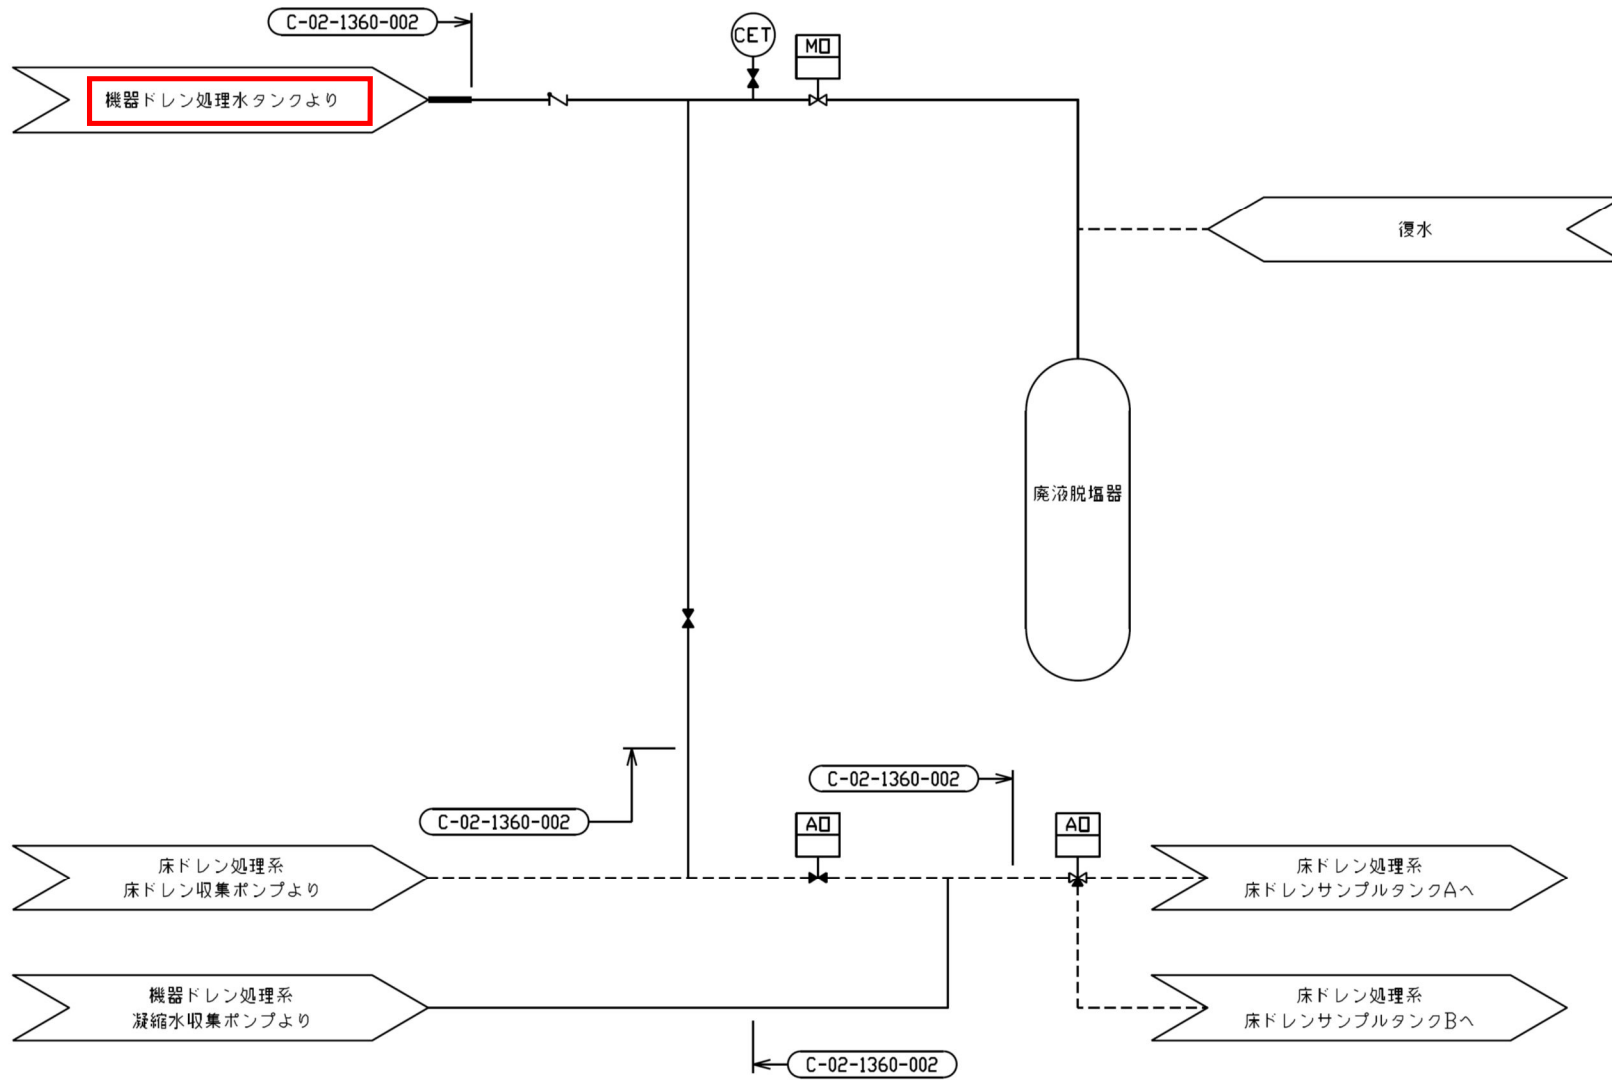 C-02-1360-002
CET
MO
機器ドレン処理水タンクより
復水
廃液脱塩器
C-02-1360-002
C-02-1360-002
AO
AO
床ドレン処理系
床ドレン収集ポンプより
床ドレン処理系
床ドレンサンプルタンクAへ
機器ドレン処理系
凝縮水収集ポンプより
床ドレン処理系
床ドレンサンプルタンクBへ
C-02-1360-002